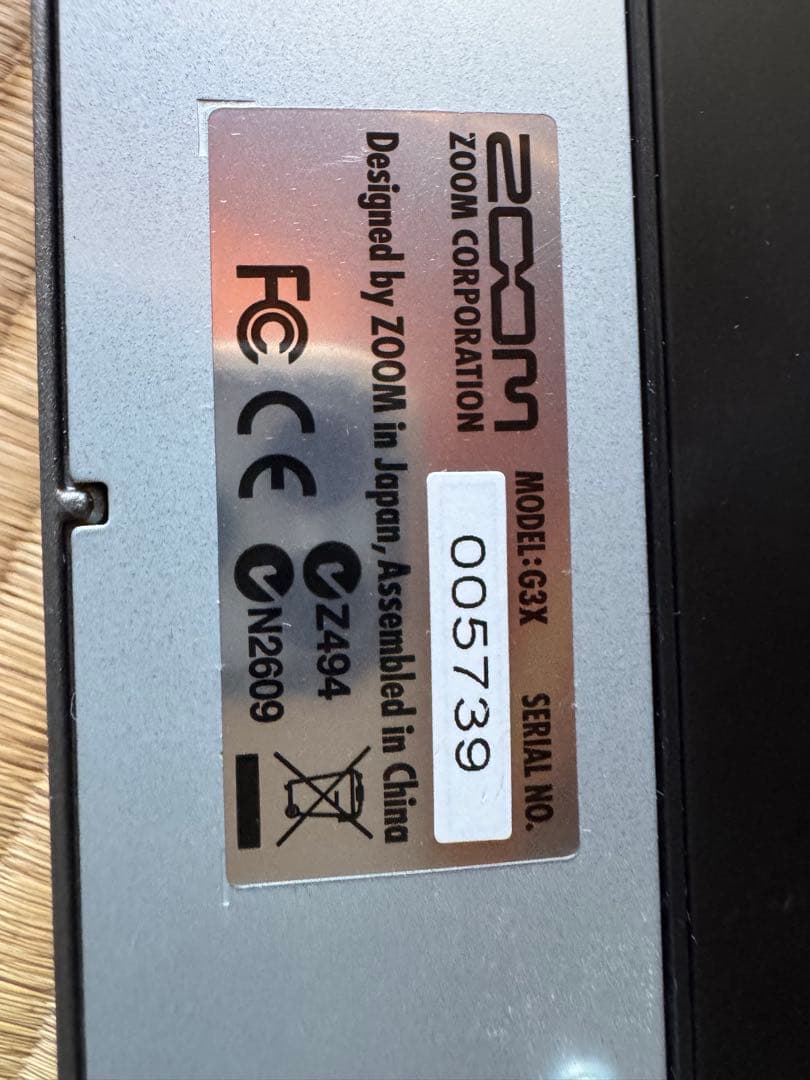 ZOOM
ZOOM CORPORATION
MODEL:G3X
SERIAL NO.
005739
Designed by ZOOM in Japan, Assembled in China
FC CE
Z494
N2609